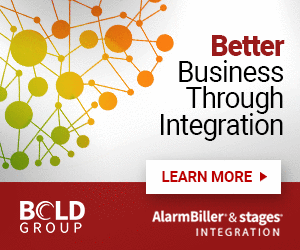 Better
Business
Through
Integration
LEARN MORE
BOLD
GROUP
AlarmBiller® & stages®
INTEGRATION